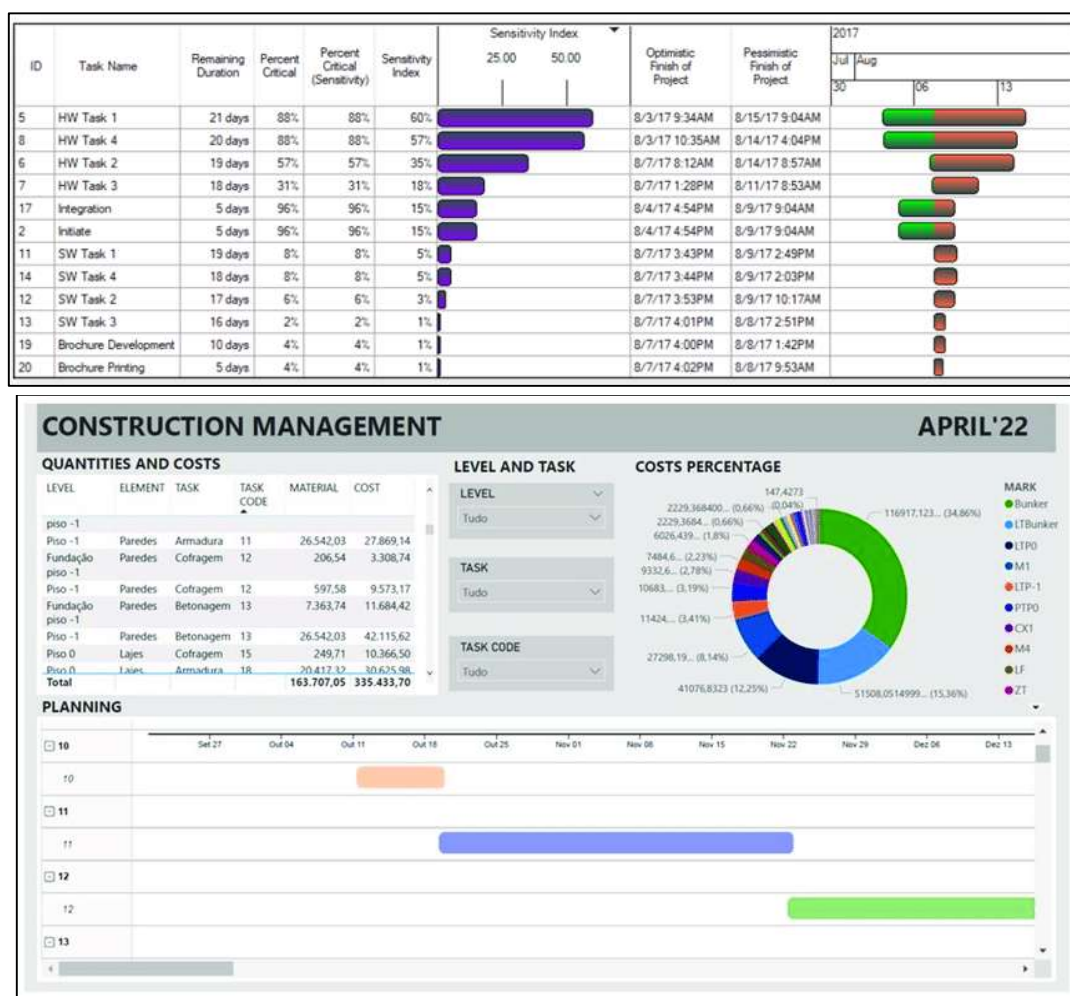 Sensitivity Index
2017
ID Task Name Remaining Duration Percent Critical Percent Critical (Sensitivity) Sensitivity Index 25.00 50.00 Optimistic Finish of Project Pessimistic Finish of Project Jul Aug
30 06 13
5 HW Task 1 21 days 88% 88% 60% 8/3/17 9:34AM 8/15/17 9:04AM
8 HW Task 4 20 days 88% 88% 57% 8/3/17 10:35AM 8/14/17 4:04PM
6 HW Task 2 19 days 57% 57% 35% 8/7/17 8:12AM 8/14/17 8:57AM
7 HW Task 3 18 days 31% 31% 18% 8/7/17 1:28PM 8/11/17 8:53AM
17 Integration 5 days 96% 96% 15% 8/4/17 4:54PM 8/9/17 9:04AM
2 Initiate 5 days 96% 96% 15% 8/4/17 4:54PM 8/9/17 9:04AM
11 SW Task 1 19 days 8% 8% 5% 8/7/17 3:43PM 8/9/17 2:49PM
14 SW Task 4 18 days 8% 8% 5% 8/7/17 3:44PM 8/9/17 2:03PM
12 SW Task 2 17 days 6% 6% 3% 8/7/17 3:53PM 8/9/17 10:17AM
13 SW Task 3 16 days 2% 2% 1% 8/7/17 4:01PM 8/8/17 2:51PM
19 Brochure Development 10 days 4% 4% 1% 8/7/17 4:00PM 8/8/17 1:42PM
20 Brochure Printing 5 days 4% 4% 1% 8/7/17 4:02PM 8/8/17 9:53AM
CONSTRUCTION MANAGEMENT APRIL'22
QUANTITIES AND COSTS
LEVEL ELEMENT TASK TASK CODE MATERIAL COST
piso -1
Piso -1 Paredes Armadura 11 26.542,03 27.869,14
Fundação piso -1 Paredes Cofragem 12 206,54 3.308,74
Piso -1 Paredes Cofragem 12 597,58 9.573,17
Fundação piso -1 Paredes Betonagem 13 7.363,74 11.684,42
Piso -1 Paredes Betonagem 13 26.542,03 42.115,62
Piso 0 Lajes Cofragem 15 249,71 10.366,50
Piso 0 Lajes Armadura 18 20.417,32 30.625,98
Total 163.707,05 335.433,70
LEVEL AND TASK
LEVEL
Tudo
TASK
Tudo
TASK CODE
Tudo
COSTS PERCENTAGE
147,4273 (0,04%)
2229,368400... (0,66%)
2229,3684... (0,66%)
6026,439... (1,8%)
7484,6... (2,23%)
9332,6... (2,78%)
10683,... (3,19%)
11424,... (3,41%)
27298,19... (8,14%)
41076,8323 (12,25%)
51508,0514999... (15,36%)
116917,123... (34,86%)
MARK
Bunker
LTBunker
LTP0
M1
LTP-1
PTP0
CX1
M4
LF
ZT
PLANNING
Set 27 Out 04 Out 11 Out 18 Out 25 Nov 01 Nov 08 Nov 15 Nov 22 Nov 29 Dez 06 Dez 13
10
10
11
11
12
12
13